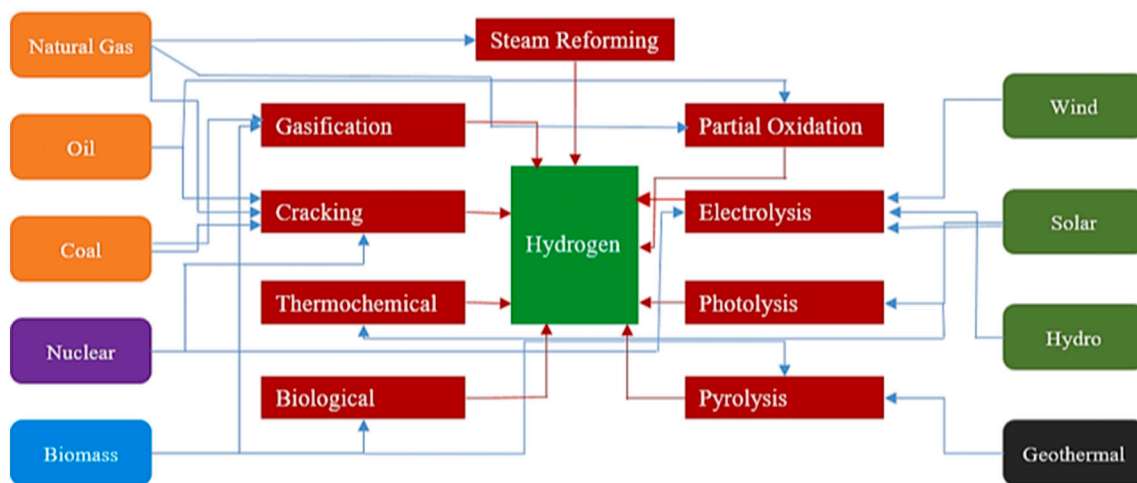 Natural Gas
Steam Reforming
Oil
Gasification
Partial Oxidation
Wind
Coal
Cracking
Hydrogen
Electrolysis
Solar
Nuclear
Thermochemical
Photolysis
Hydro
Biomass
Biological
Pyrolysis
Geothermal